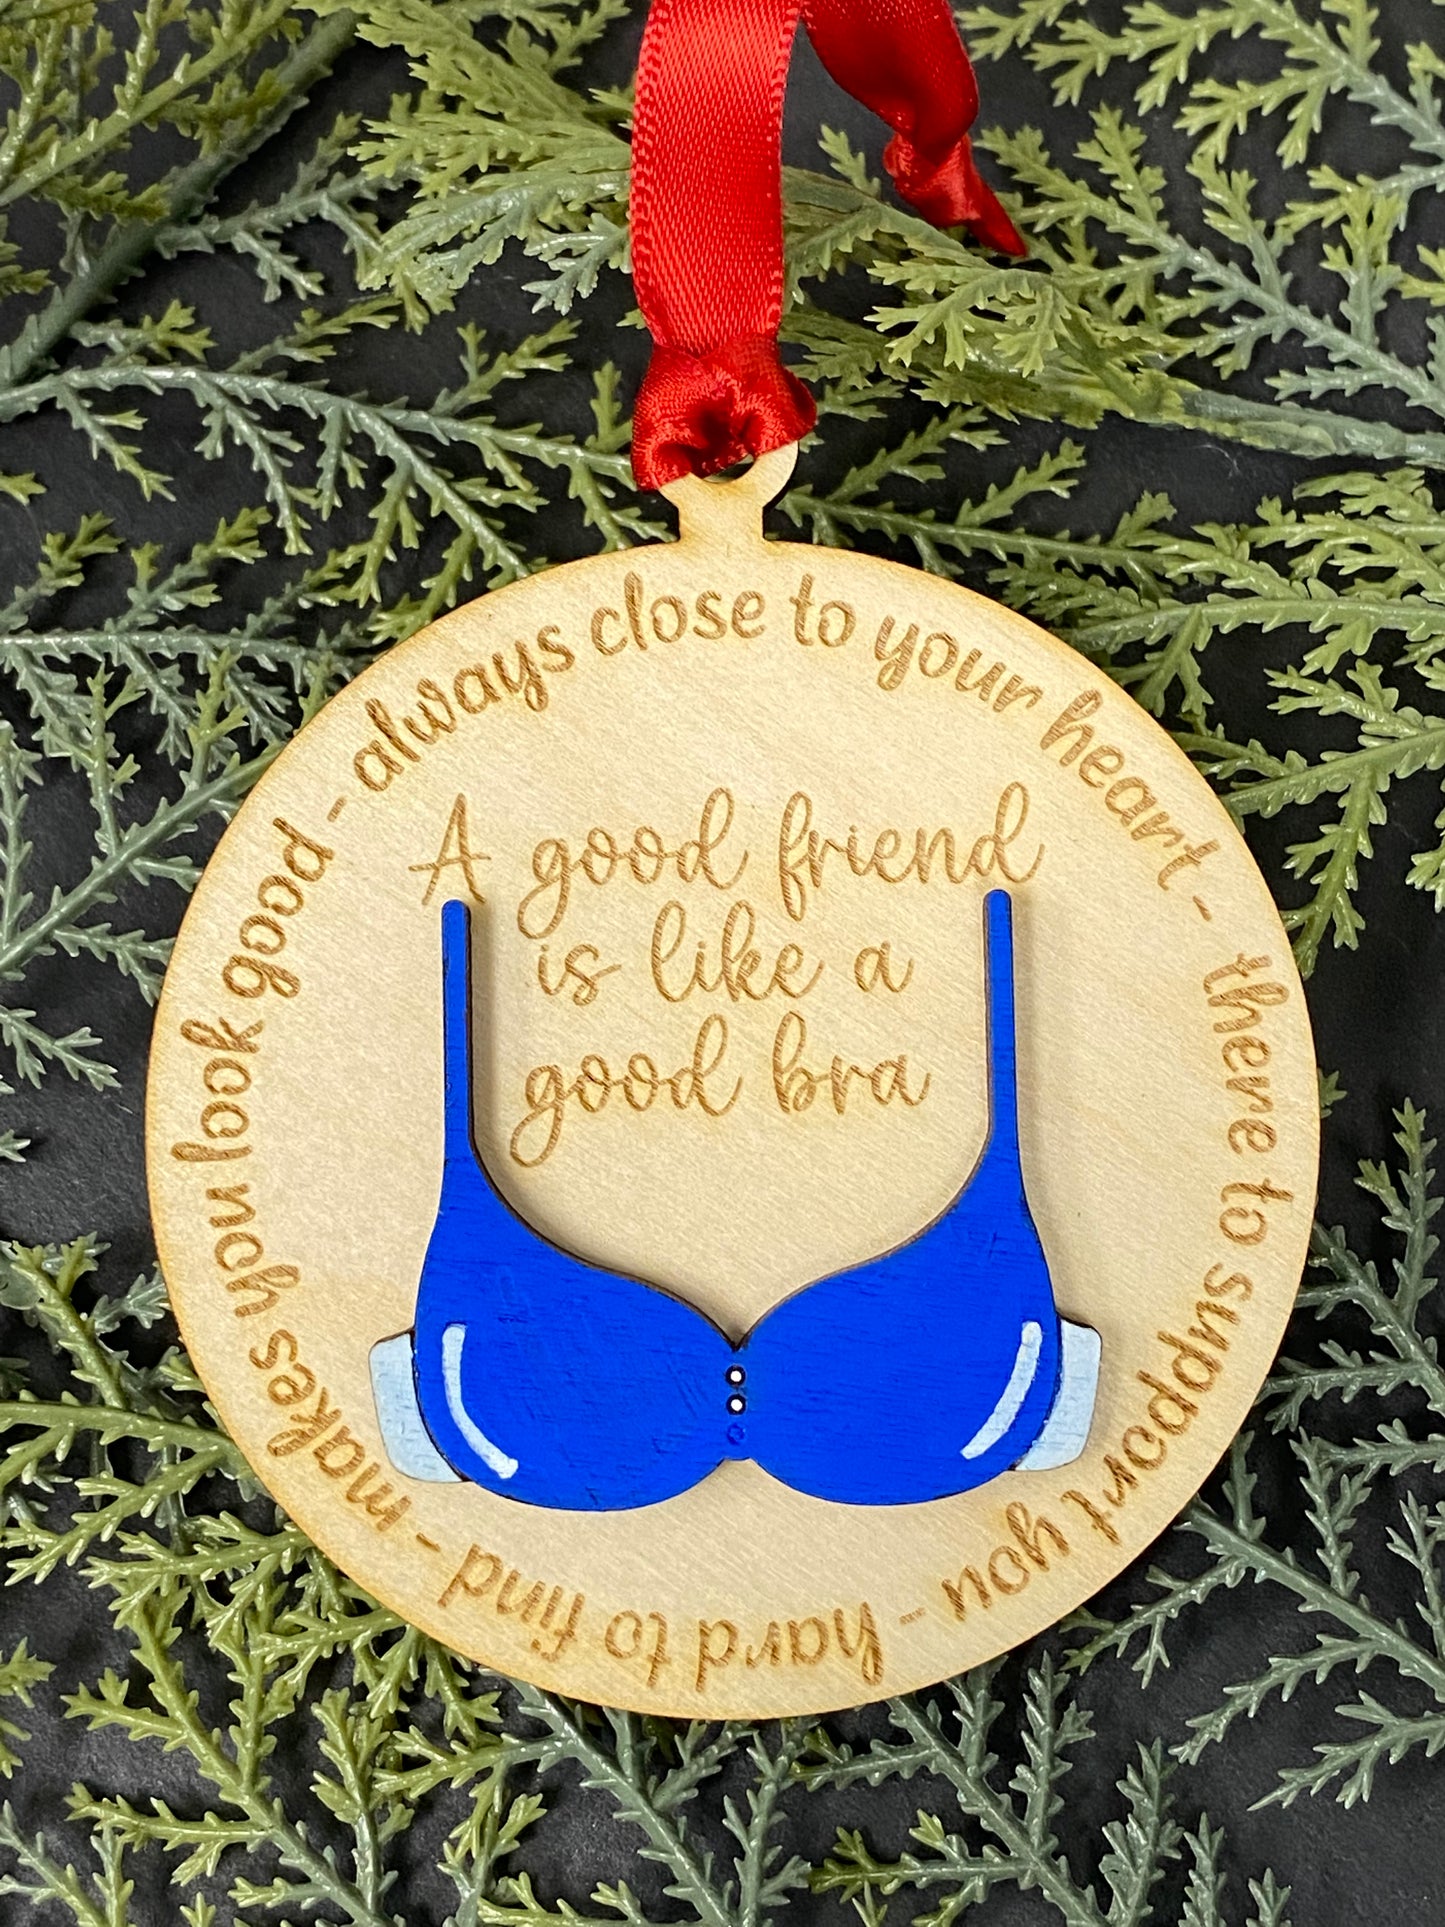 A good friend
is like a
good bra
always close to your heart - there to support you - hard to find - makes you look good -